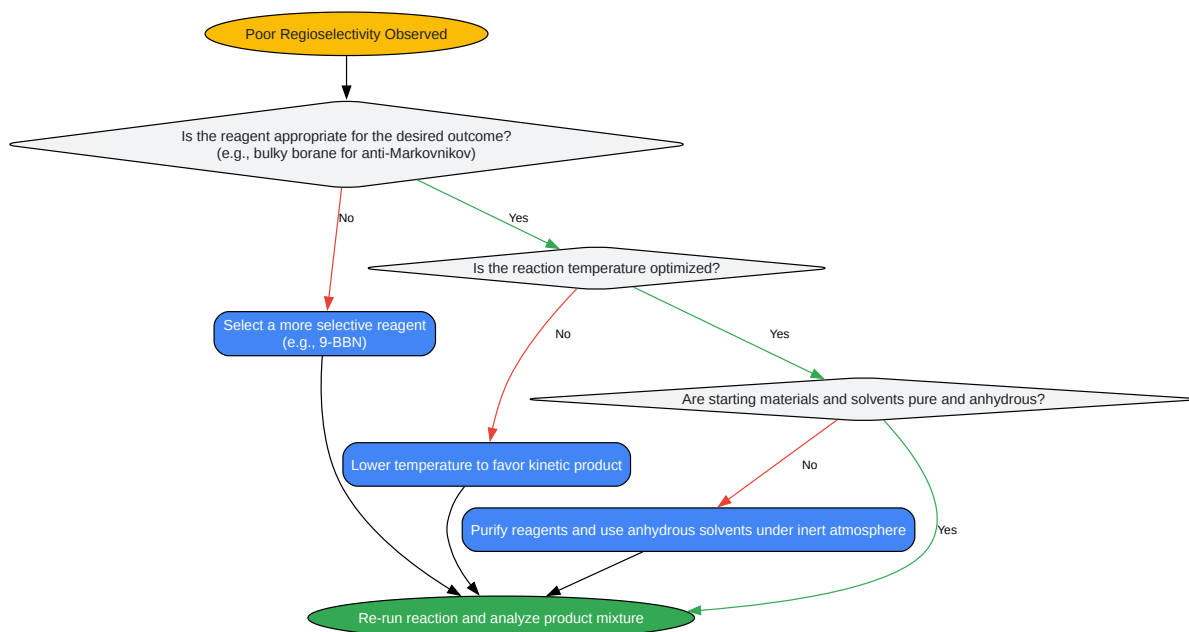 Poor Regioselectivity Observed
Is the reagent appropriate for the desired outcome?
(e.g., bulky borane for anti-Markovnikov)
No
Yes
Is the reaction temperature optimized?
Select a more selective reagent
(e.g., 9-BBN)
No
Yes
Are starting materials and solvents pure and anhydrous?
Lower temperature to favor kinetic product
No
Purify reagents and use anhydrous solvents under inert atmosphere
Yes
Re-run reaction and analyze product mixture